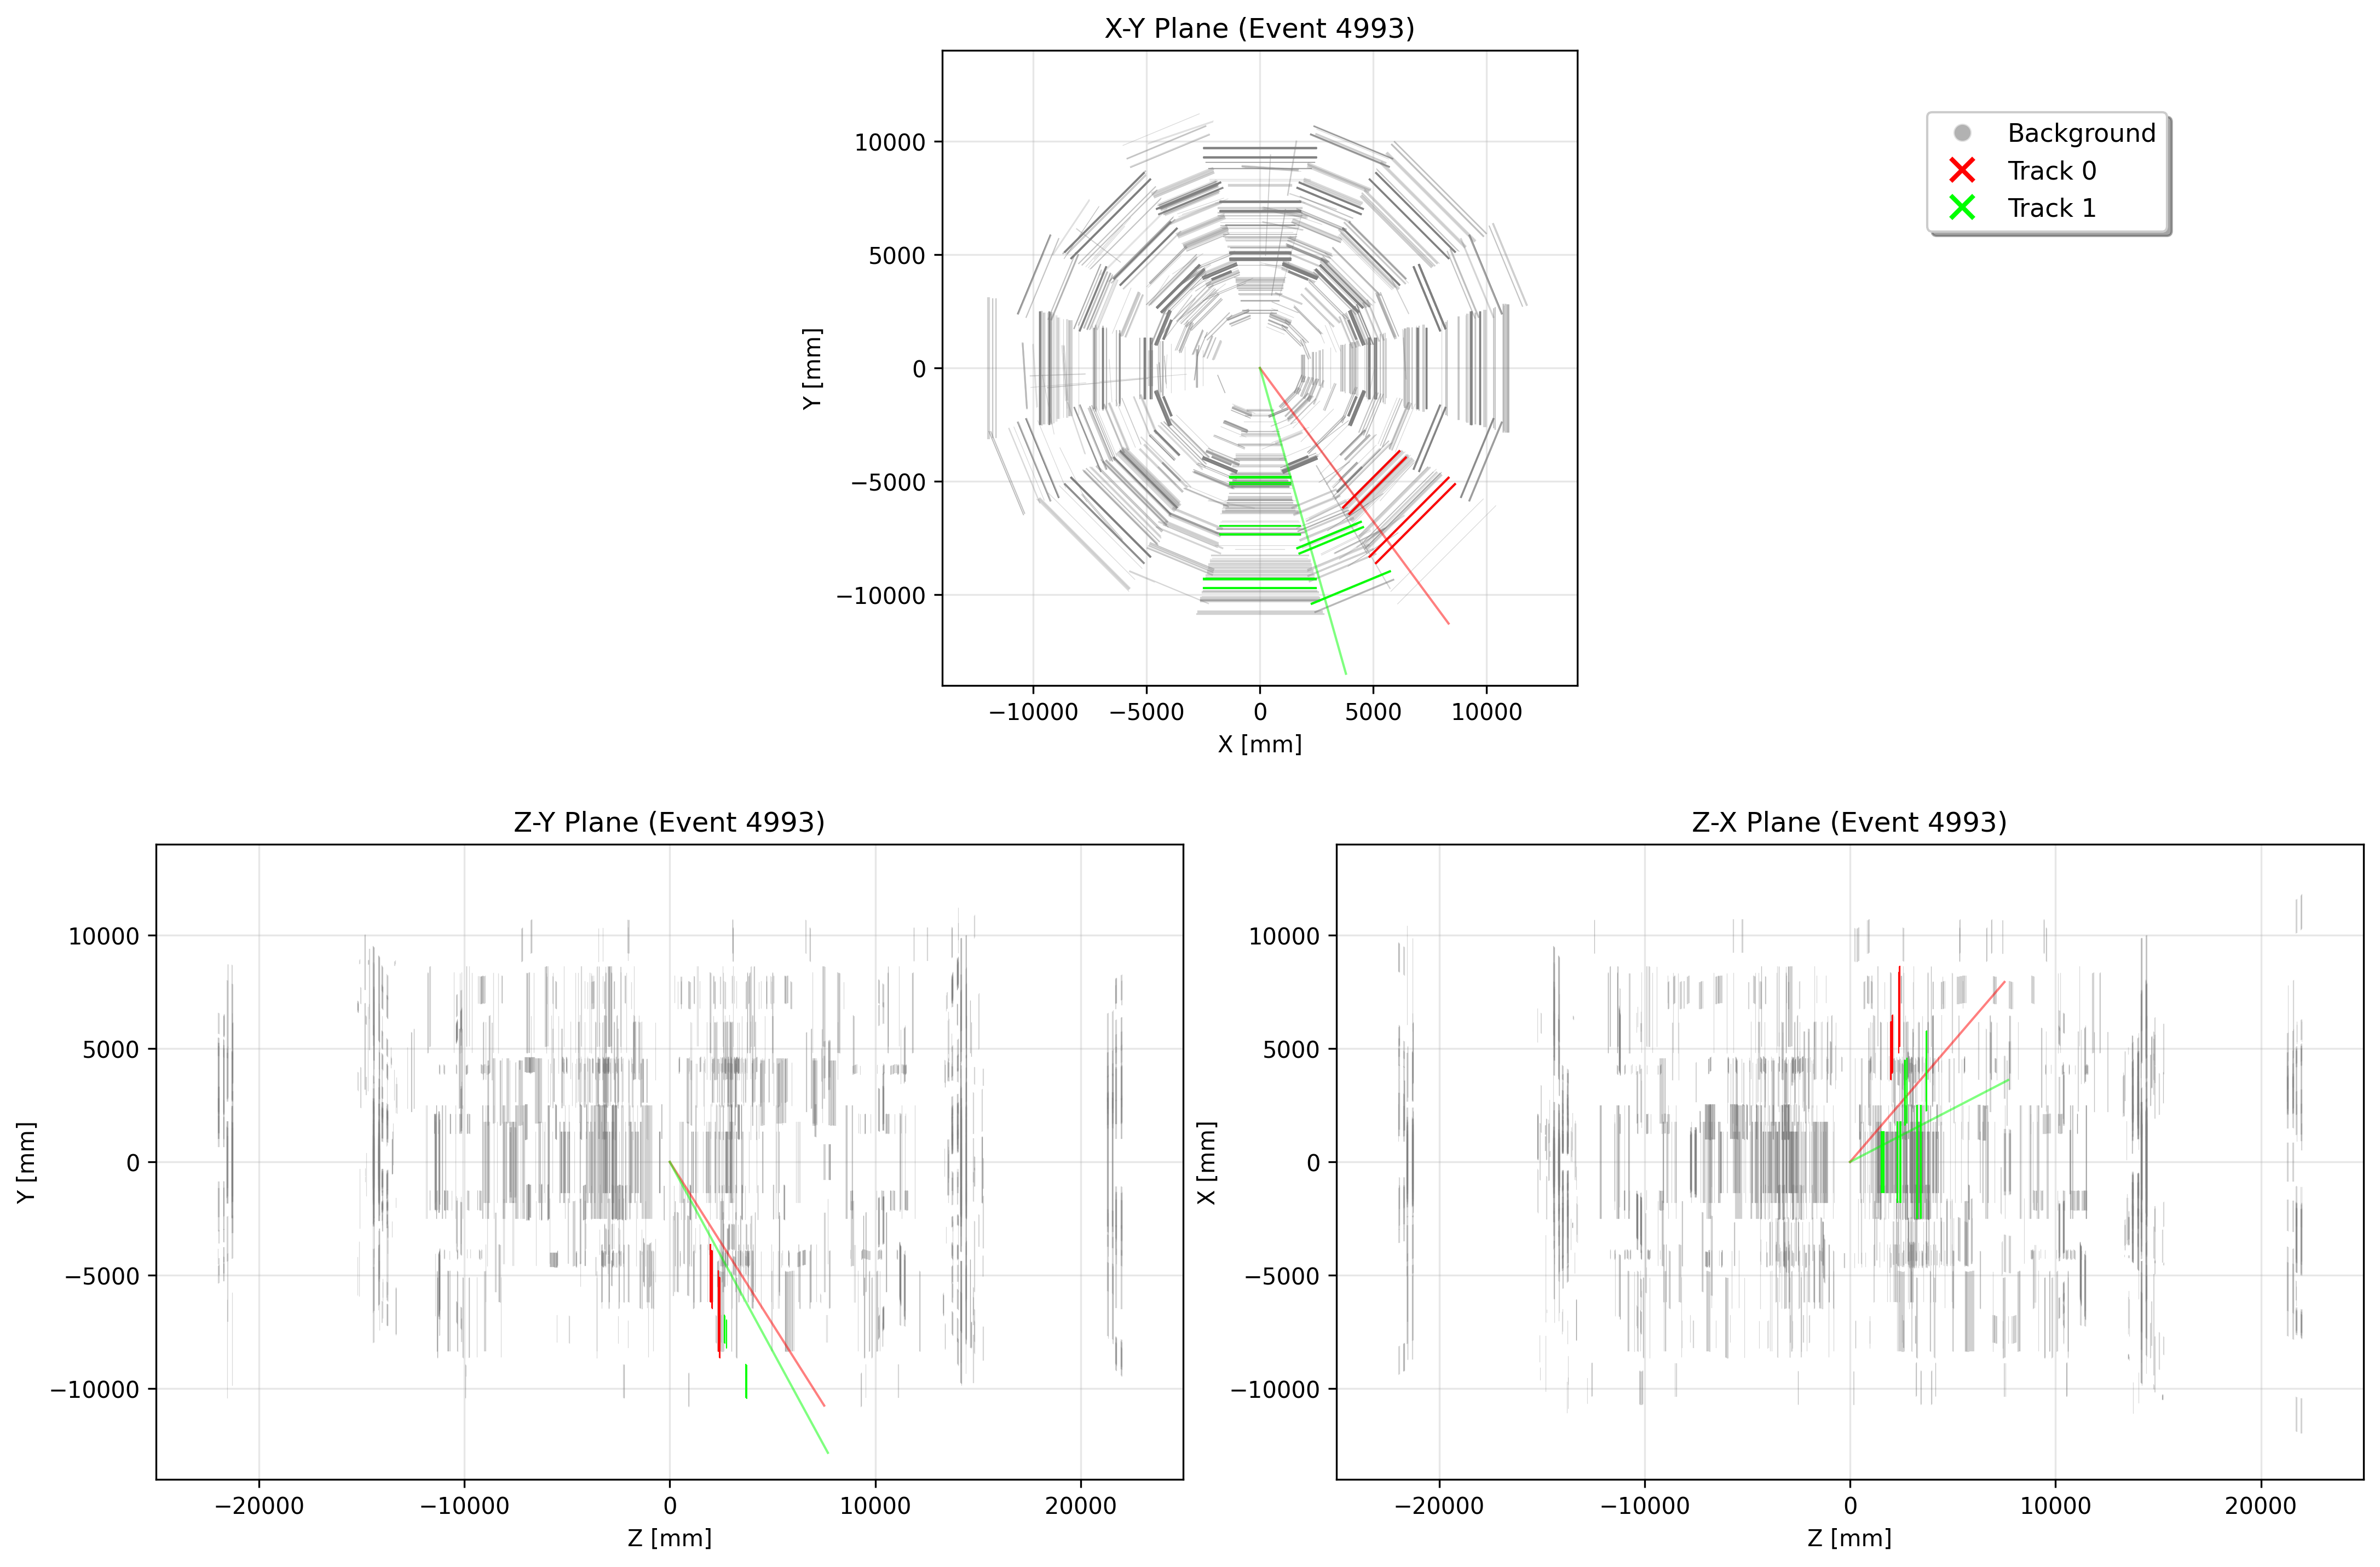 X-Y Plane (Event 4993)
Background
Track 0
Track 1
10000
5000
0
−5000
−10000
Y [mm]
−10000 −5000 0 5000 10000
X [mm]
Z-Y Plane (Event 4993)
10000
5000
0
−5000
−10000
Y [mm]
−20000 −10000 0 10000 20000
Z [mm]
Z-X Plane (Event 4993)
10000
5000
0
−5000
−10000
X [mm]
−20000 −10000 0 10000 20000
Z [mm]